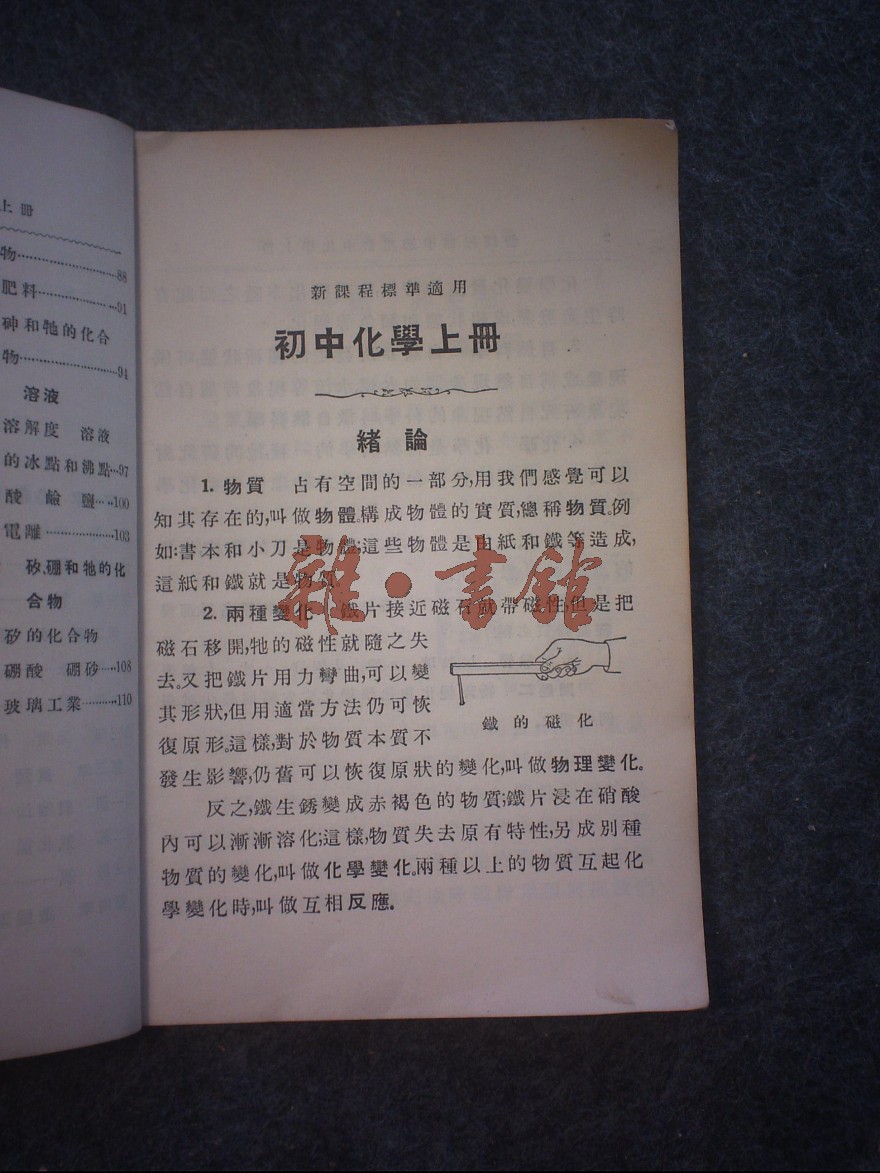 上冊
物……88
肥料……91
砷和牠的化合
物……94
溶液
溶解度 溶液
的冰點和沸點…97
酸 鹼 鹽……100
電離……103
矽、硼和牠的化
合物
矽的化合物
硼酸 硼砂…108
玻璃工業……110
新課程標準適用
初中化學上冊
緒論
1. 物質 占有空間的一部分,用我們感覺可以
知其存在的,叫做物體。構成物體的實質,總稱物質。例
如:書本和小刀是物體;這些物體是由紙和鐵等造成,
這紙和鐵就是物質。
2. 兩種變化 鐵片接近磁石就帶磁性,但是把
磁石移開,牠的磁性就隨之失
去。又把鐵片用力彎曲,可以變
其形狀,但用適當方法仍可恢
復原形。這樣,對於物質本質不
發生影響,仍舊可以恢復原狀的變化,叫做物理變化。
鐵的磁化
反之,鐵生銹變成赤褐色的物質;鐵片浸在硝酸
內可以漸漸溶化;這樣,物質失去原有特性,另成別種
物質的變化,叫做化學變化。兩種以上的物質互起化
學變化時,叫做互相反應.
雜·書館